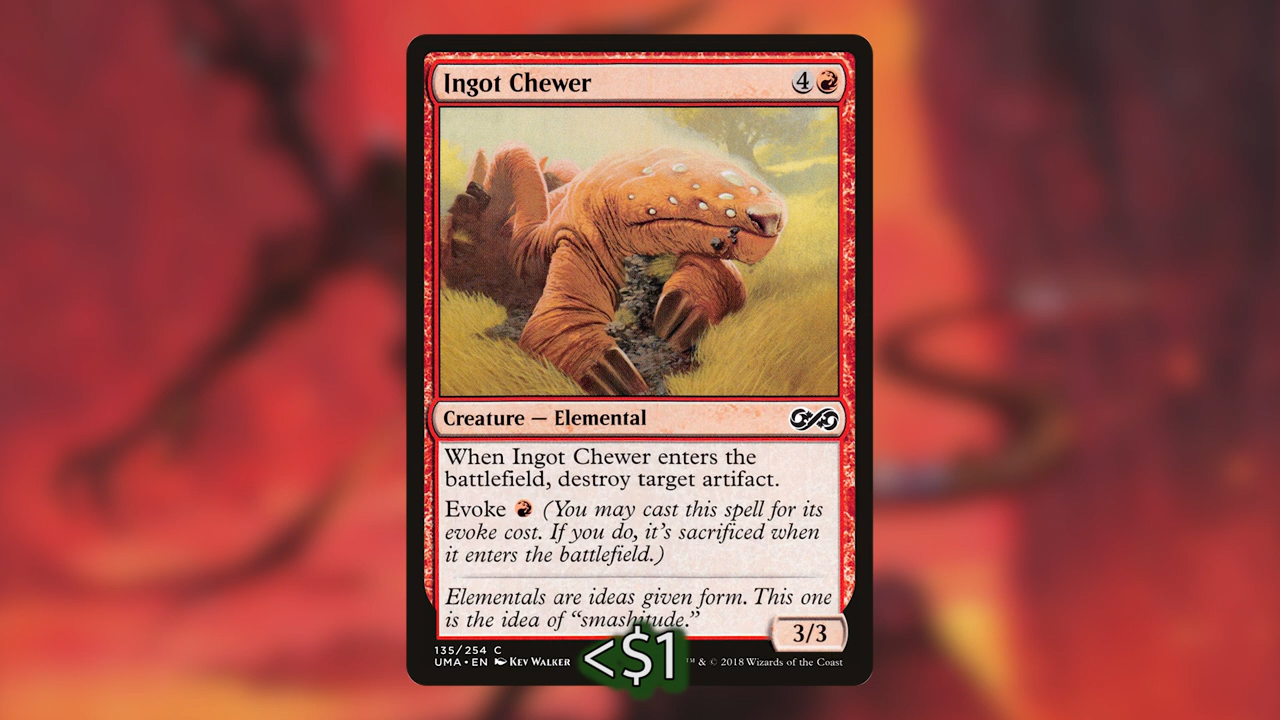 Ingot Chewer 4
Creature — Elemental
When Ingot Chewer enters the
battlefield, destroy target artifact.
Evoke (You may cast this spell for its
evoke cost. If you do, it’s sacrificed when
it enters the battlefield.)
Elementals are ideas given form. This one
is the idea of “smashitude.”
3/3
135/254 C
UMA • EN Kev Walker
<$1
™ & © 2018 Wizards of the Coast